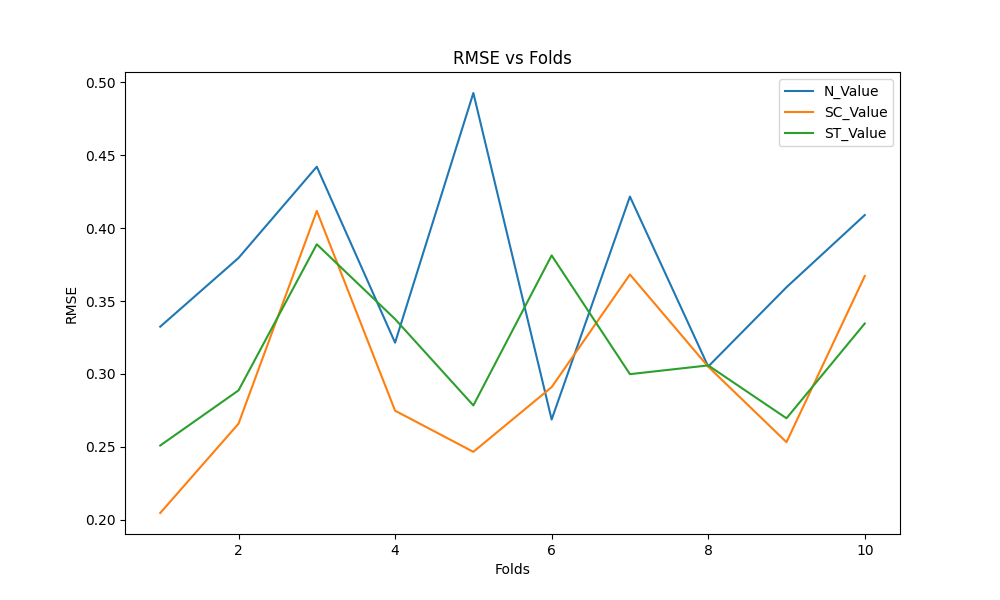 RMSE vs Folds
N_Value
SC_Value
ST_Value
RMSE
0.50
0.45
0.40
0.35
0.30
0.25
0.20
2 4 6 8 10
Folds